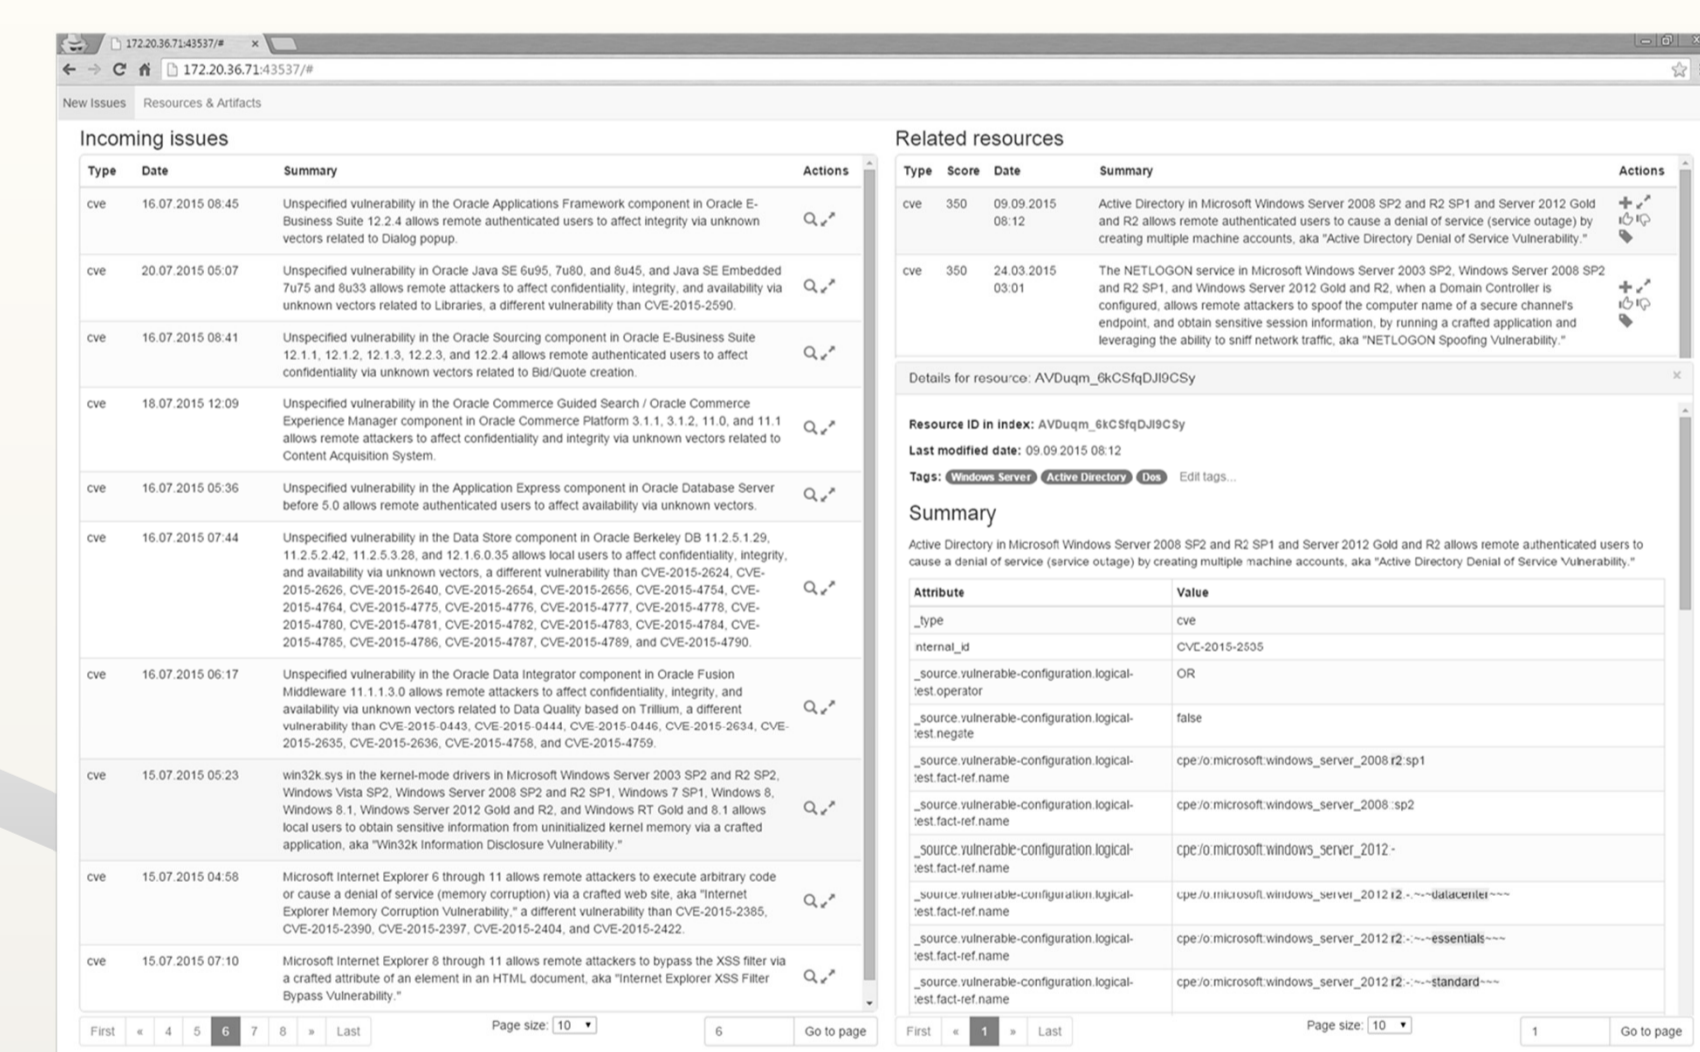 172.20.36.71:43537/#
172.20.36.71:43537/#
New Issues Resources & Artifacts
Incoming issues
Type Date Summary Actions
cve 16.07.2015 08:45 Unspecified vulnerability in the Oracle Applications Framework component in Oracle E-
Business Suite 12.2.4 allows remote authenticated users to affect integrity via unknown
vectors related to Dialog popup.
cve 20.07.2015 05:07 Unspecified vulnerability in Oracle Java SE 6u95, 7u80, and 8u45, and Java SE Embedded
7u75 and 8u33 allows remote attackers to affect confidentiality, integrity, and availability via
unknown vectors related to Libraries, a different vulnerability than CVE-2015-2590.
cve 16.07.2015 08:41 Unspecified vulnerability in the Oracle Sourcing component in Oracle E-Business Suite
12.1.1, 12.1.2, 12.1.3, 12.2.3, and 12.2.4 allows remote authenticated users to affect
confidentiality via unknown vectors related to Bid/Quote creation.
cve 18.07.2015 12:09 Unspecified vulnerability in the Oracle Commerce Guided Search / Oracle Commerce
Experience Manager component in Oracle Commerce Platform 3.1.1, 3.1.2, 11.0, and 11.1
allows remote attackers to affect confidentiality and integrity via unknown vectors related to
Content Acquisition System.
cve 16.07.2015 05:36 Unspecified vulnerability in the Application Express component in Oracle Database Server
before 5.0 allows remote authenticated users to affect availability via unknown vectors.
cve 16.07.2015 07:44 Unspecified vulnerability in the Data Store component in Oracle Berkeley DB 11.2.5.1.29,
11.2.5.2.42, 11.2.5.3.28, and 12.1.6.0.35 allows local users to affect confidentiality, integrity,
and availability via unknown vectors, a different vulnerability than CVE-2015-2624, CVE-
2015-2626, CVE-2015-2640, CVE-2015-2654, CVE-2015-2656, CVE-2015-4754, CVE-
2015-4764, CVE-2015-4775, CVE-2015-4776, CVE-2015-4777, CVE-2015-4778, CVE-
2015-4780, CVE-2015-4781, CVE-2015-4782, CVE-2015-4783, CVE-2015-4784, CVE-
2015-4785, CVE-2015-4786, CVE-2015-4787, CVE-2015-4789, and CVE-2015-4790.
cve 16.07.2015 06:17 Unspecified vulnerability in the Oracle Data Integrator component in Oracle Fusion
Middleware 11.1.1.3.0 allows remote attackers to affect confidentiality, integrity, and
availability via unknown vectors related to Data Quality based on Trillium, a different
vulnerability than CVE-2015-0443, CVE-2015-0444, CVE-2015-0446, CVE-2015-2634, CVE-
2015-2635, CVE-2015-2636, CVE-2015-4758, and CVE-2015-4759.
cve 15.07.2015 05:23 win32k.sys in the kernel-mode drivers in Microsoft Windows Server 2003 SP2 and R2 SP2,
Windows Vista SP2, Windows Server 2008 SP2 and R2 SP1, Windows 7 SP1, Windows 8,
Windows 8.1, Windows Server 2012 Gold and R2, and Windows RT Gold and 8.1 allows
local users to obtain sensitive information from uninitialized kernel memory via a crafted
application, aka "Win32k Information Disclosure Vulnerability."
cve 15.07.2015 04:58 Microsoft Internet Explorer 6 through 11 allows remote attackers to execute arbitrary code
or cause a denial of service (memory corruption) via a crafted web site, aka "Internet
Explorer Memory Corruption Vulnerability," a different vulnerability than CVE-2015-2385,
CVE-2015-2390, CVE-2015-2397, CVE-2015-2404, and CVE-2015-2422.
cve 15.07.2015 07:10 Microsoft Internet Explorer 8 through 11 allows remote attackers to bypass the XSS filter via
a crafted attribute of an element in an HTML document, aka "Internet Explorer XSS Filter
Bypass Vulnerability."
First « 4 5 6 7 8 » Last Page size: 10 6 Go to page
Related resources
Type Score Date Summary Actions
cve 350 09.09.2015 Active Directory in Microsoft Windows Server 2008 SP2 and R2 SP1 and Server 2012 Gold
08:12 and R2 allows remote authenticated users to cause a denial of service (service outage) by
creating multiple machine accounts, aka "Active Directory Denial of Service Vulnerability."
cve 350 24.03.2015 The NETLOGON service in Microsoft Windows Server 2003 SP2, Windows Server 2008 SP2
03:01 and R2 SP1, and Windows Server 2012 Gold and R2, when a Domain Controller is
configured, allows remote attackers to spoof the computer name of a secure channel's
endpoint, and obtain sensitive session information, by running a crafted application and
leveraging the ability to sniff network traffic, aka "NETLOGON Spoofing Vulnerability."
Details for resource: AVDuqm_6kCSfqDJI9CSy
Resource ID in index: AVDuqm_6kCSfqDJI9CSy
Last modified date: 09.09.2015 08:12
Tags: Windows Server Active Directory Dos Edit tags...
Summary
Active Directory in Microsoft Windows Server 2008 SP2 and R2 SP1 and Server 2012 Gold and R2 allows remote authenticated users to
cause a denial of service (service outage) by creating multiple machine accounts, aka "Active Directory Denial of Service Vulnerability."
Attribute Value
_type cve
internal_id CVE-2015-2535
_source.vulnerable-configuration.logical- OR
test.operator
_source.vulnerable-configuration.logical- false
test.negate
_source.vulnerable-configuration.logical- cpe:/o:microsoft:windows_server_2008:r2:sp1
test.fact-ref.name
_source.vulnerable-configuration.logical- cpe:/o:microsoft:windows_server_2008::sp2
test.fact-ref.name
_source.vulnerable-configuration.logical- cpe:/o:microsoft:windows_server_2012:-
test.fact-ref.name
_source.vulnerable-configuration.logical- cpe:/o:microsoft:windows_server_2012:r2:-:~-~datacenter~~~
test.fact-ref.name
_source.vulnerable-configuration.logical- cpe:/o:microsoft:windows_server_2012:r2:-:~-~essentials~~~
test.fact-ref.name
_source.vulnerable-configuration.logical- cpe:/o:microsoft:windows_server_2012:r2:-:~-~standard~~~
test.fact-ref.name
First « 1 » Last Page size: 10 1 Go to page